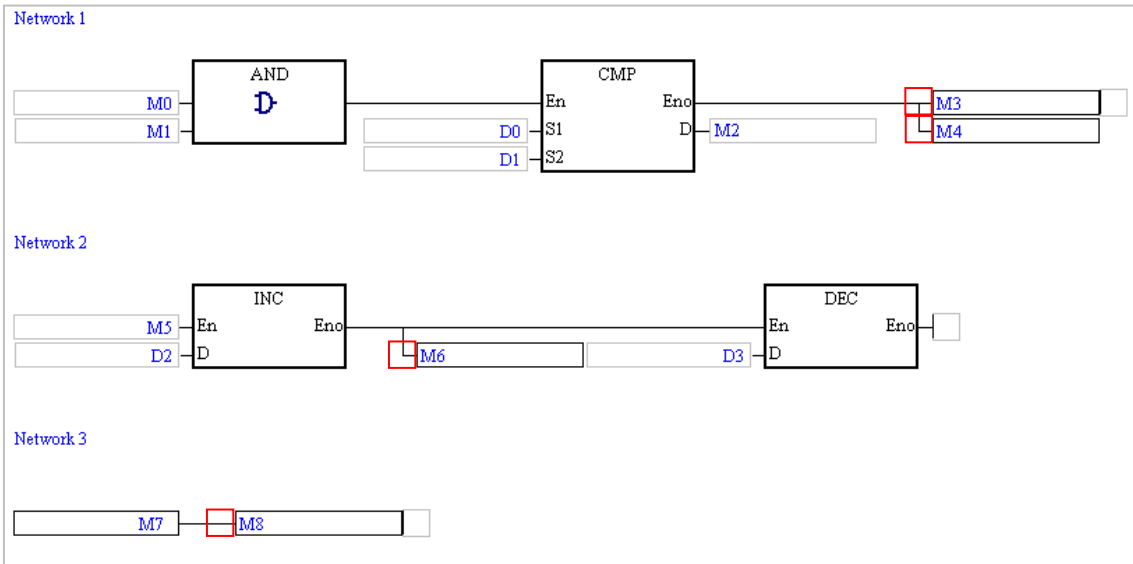 Network 1
AND
CMP
M0
En
Eno
M3
M1
D0
S1
D
M2
M4
D1
S2
Network 2
INC
DEC
M5
En
Eno
En
Eno
D2
D
M6
D3
D
Network 3
M7
M8